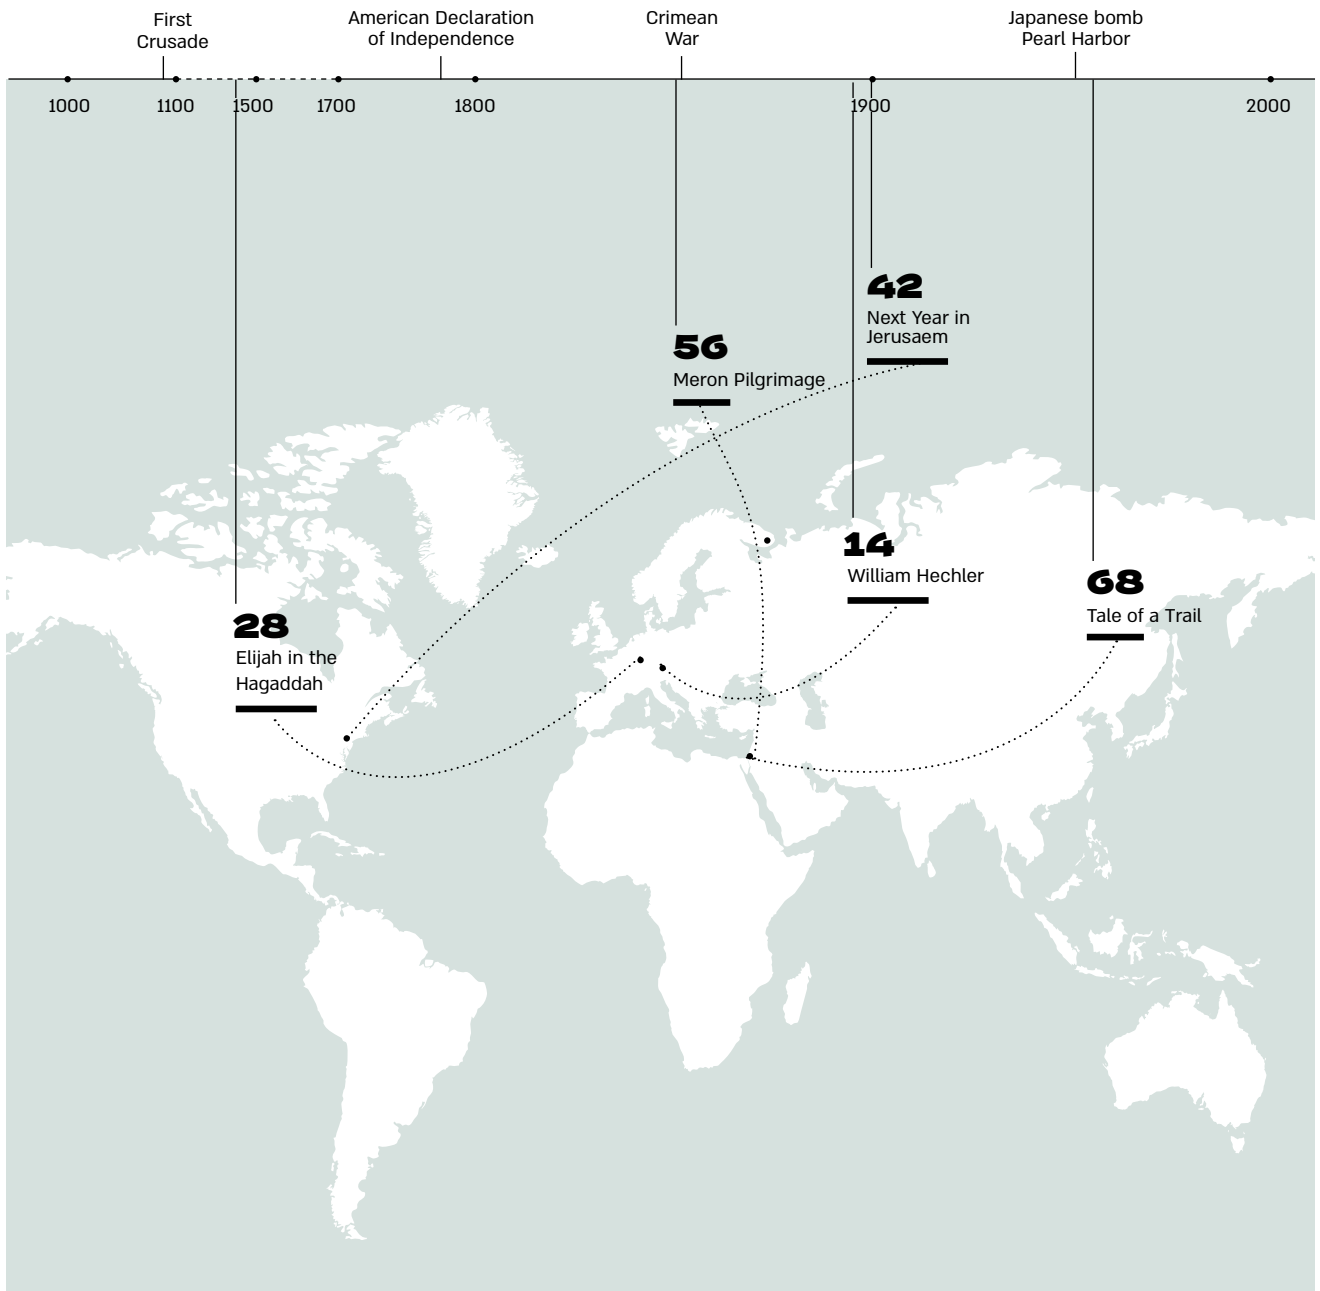 First
Crusade
American Declaration
of Independence
Crimean
War
Japanese bomb
Pearl Harbor
1000
1100
1500
1700
1800
1900
2000
42
Next Year in
Jerusaem
56
Meron Pilgrimage
14
William Hechler
68
Tale of a Trail
28
Elijah in the
Hagaddah